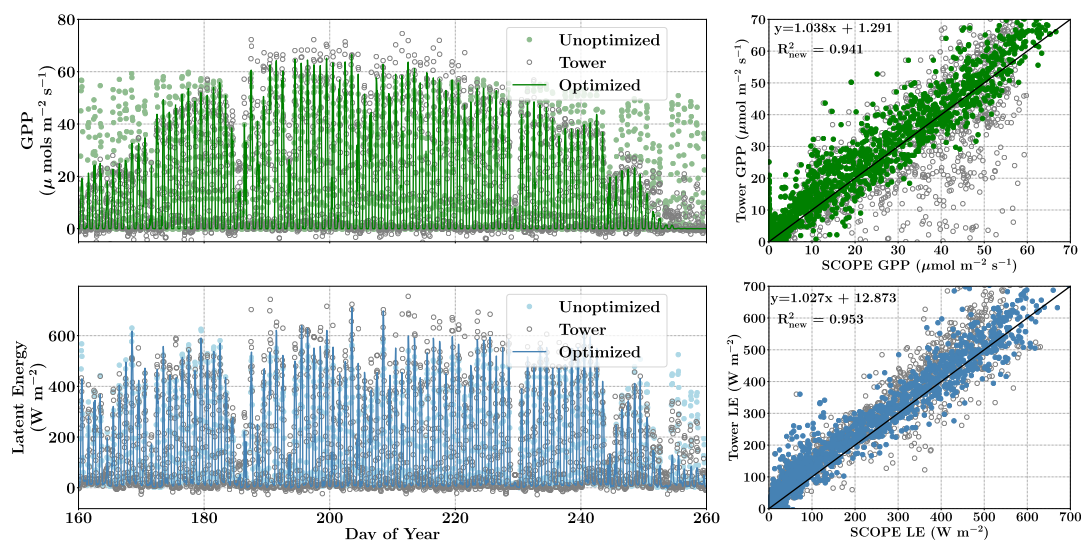 80
60
40
20
0
GPP
(μ mols m⁻² s⁻¹)
Unoptimized
Tower
Optimized
70
60
50
40
30
20
10
0
Tower GPP (μmol m⁻² s⁻¹)
y=1.038x + 1.291
R²new = 0.941
0 10 20 30 40 50 60 70
SCOPE GPP (μmol m⁻² s⁻¹)
600
400
200
0
Latent Energy
(W m⁻²)
Unoptimized
Tower
Optimized
160 180 200 220 240 260
Day of Year
700
600
500
400
300
200
100
0
Tower LE (W m⁻²)
y=1.027x + 12.873
R²new = 0.953
0 100 200 300 400 500 600 700
SCOPE LE (W m⁻²)